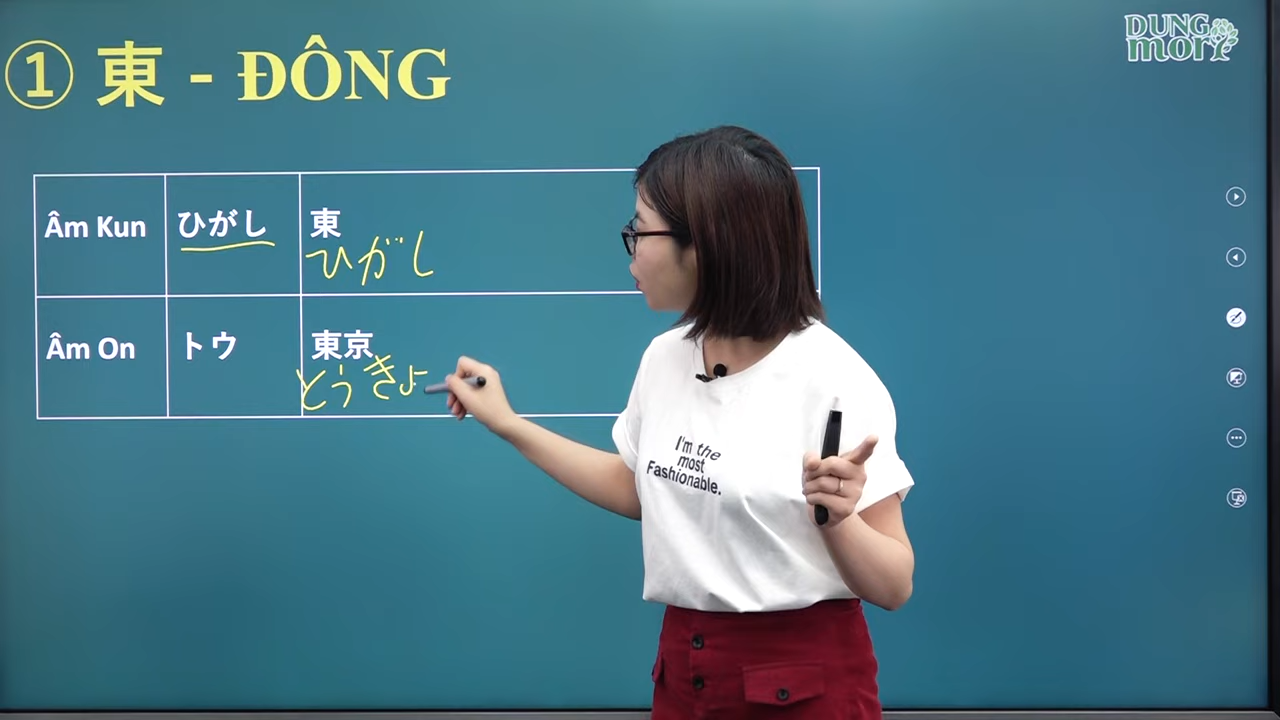 ① 東 - ĐÔNG
DUNG
mori
Âm Kun ひがし 東
ひがし
Âm On トウ 東京
とうきょ
I'm the
most
Fashionable.